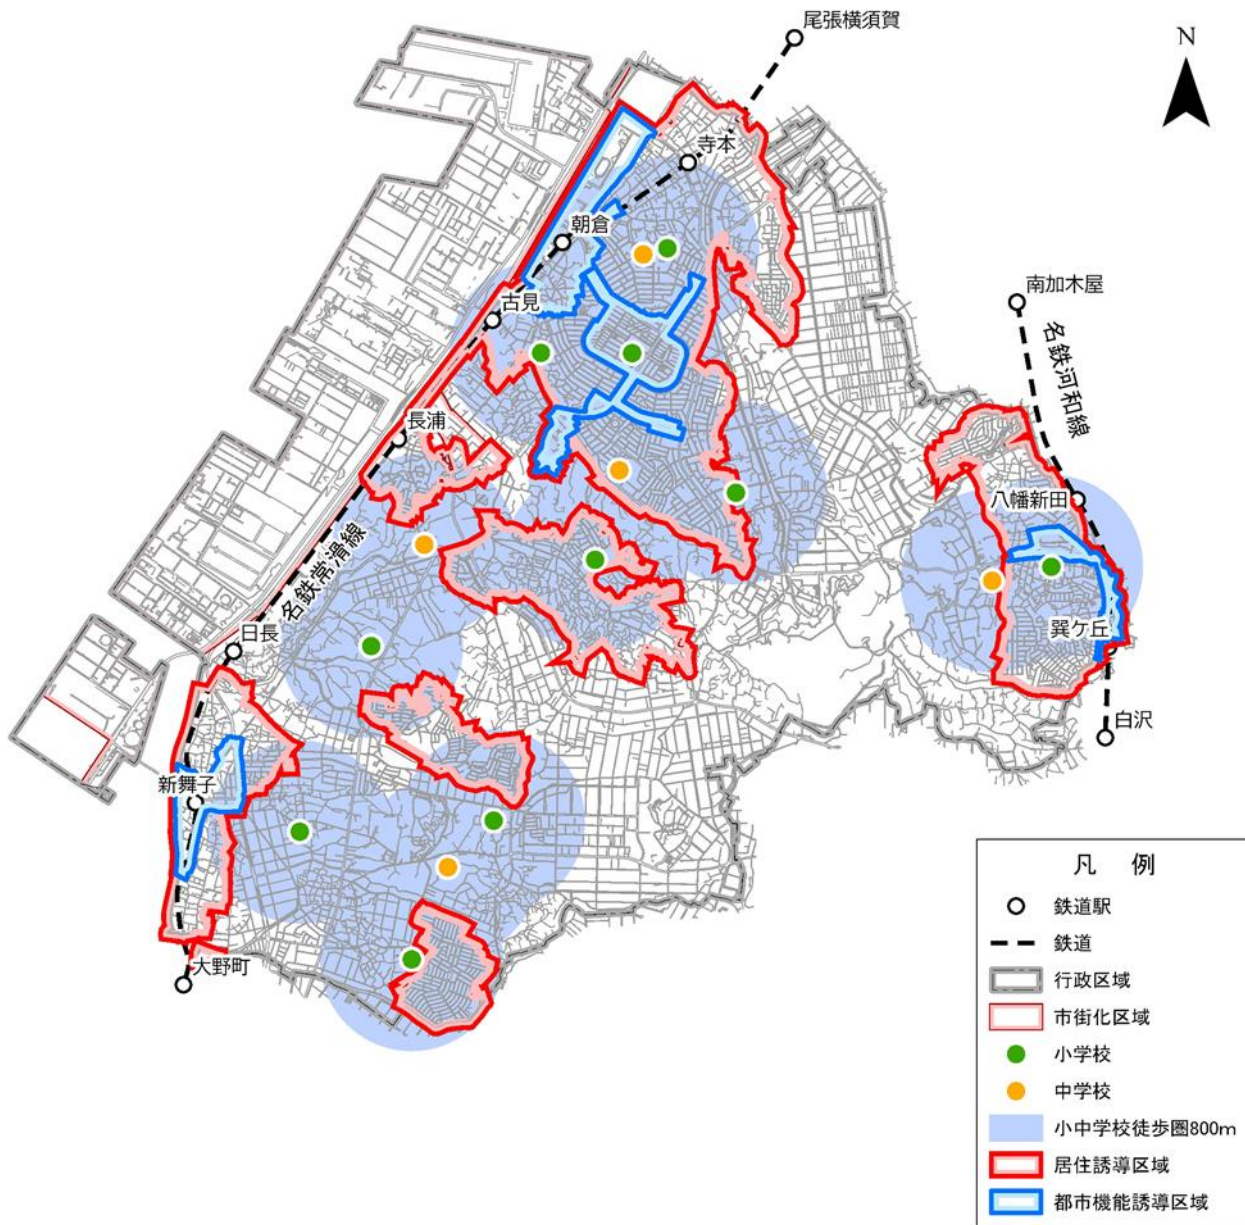 尾張横須賀
N
寺本
朝倉
古見
南加木屋
名鉄河和線
長浦
八幡新田
名鉄常滑線
巽ケ丘
日長
白沢
新舞子
大野町
凡 例
鉄道駅
鉄道
行政区域
市街化区域
小学校
中学校
小中学校徒歩圏800m
居住誘導区域
都市機能誘導区域